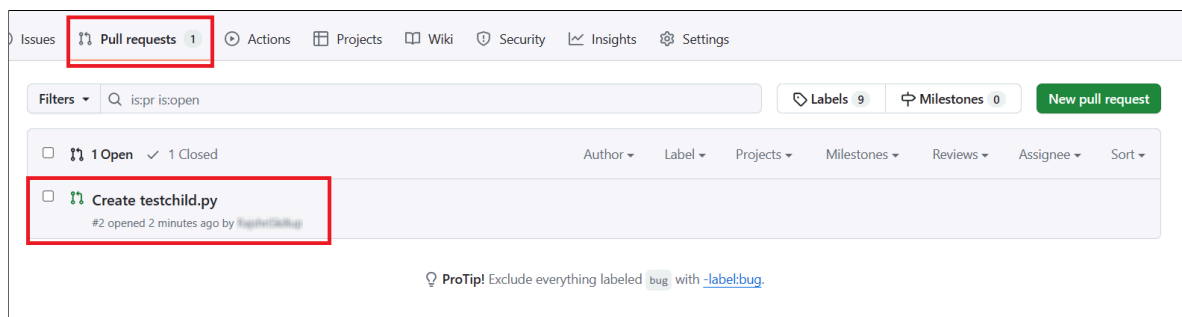 Issues Pull requests 1 Actions Projects Wiki Security Insights Settings
Filters is:pr is:open Labels 9 Milestones 0 New pull request
1 Open 1 Closed Author Label Projects Milestones Reviews Assignee Sort
Create testchild.py
#2 opened 2 minutes ago by
ProTip! Exclude everything labeled bug with -label:bug.